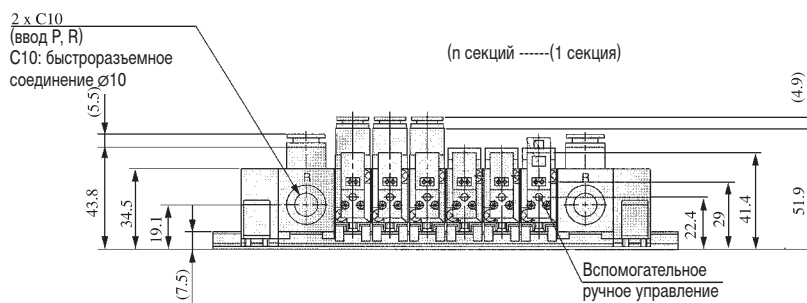 2 x C10
(ввод P, R)
C10: быстроразъемное
соединение ⌀10
(n секций ------(1 секция)
(5.5)
43.8
34.5
19.1
(7.5)
R
R
22.4
29
41.4
(4.9)
51.9
Вспомогательное
ручное управление